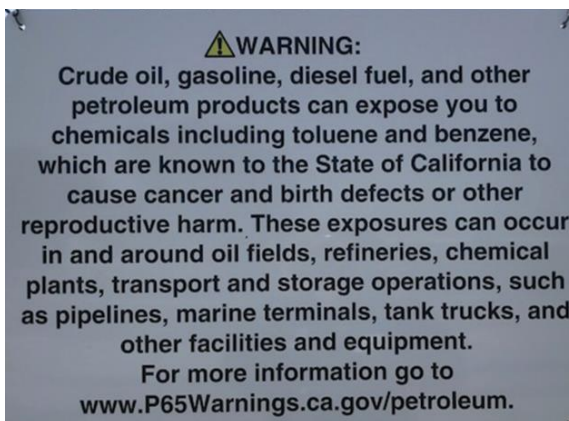 ⚠WARNING:
Crude oil, gasoline, diesel fuel, and other
petroleum products can expose you to
chemicals including toluene and benzene,
which are known to the State of California to
cause cancer and birth defects or other
reproductive harm. These exposures can occur
in and around oil fields, refineries, chemical
plants, transport and storage operations, such
as pipelines, marine terminals, tank trucks, and
other facilities and equipment.
For more information go to
www.P65Warnings.ca.gov/petroleum.